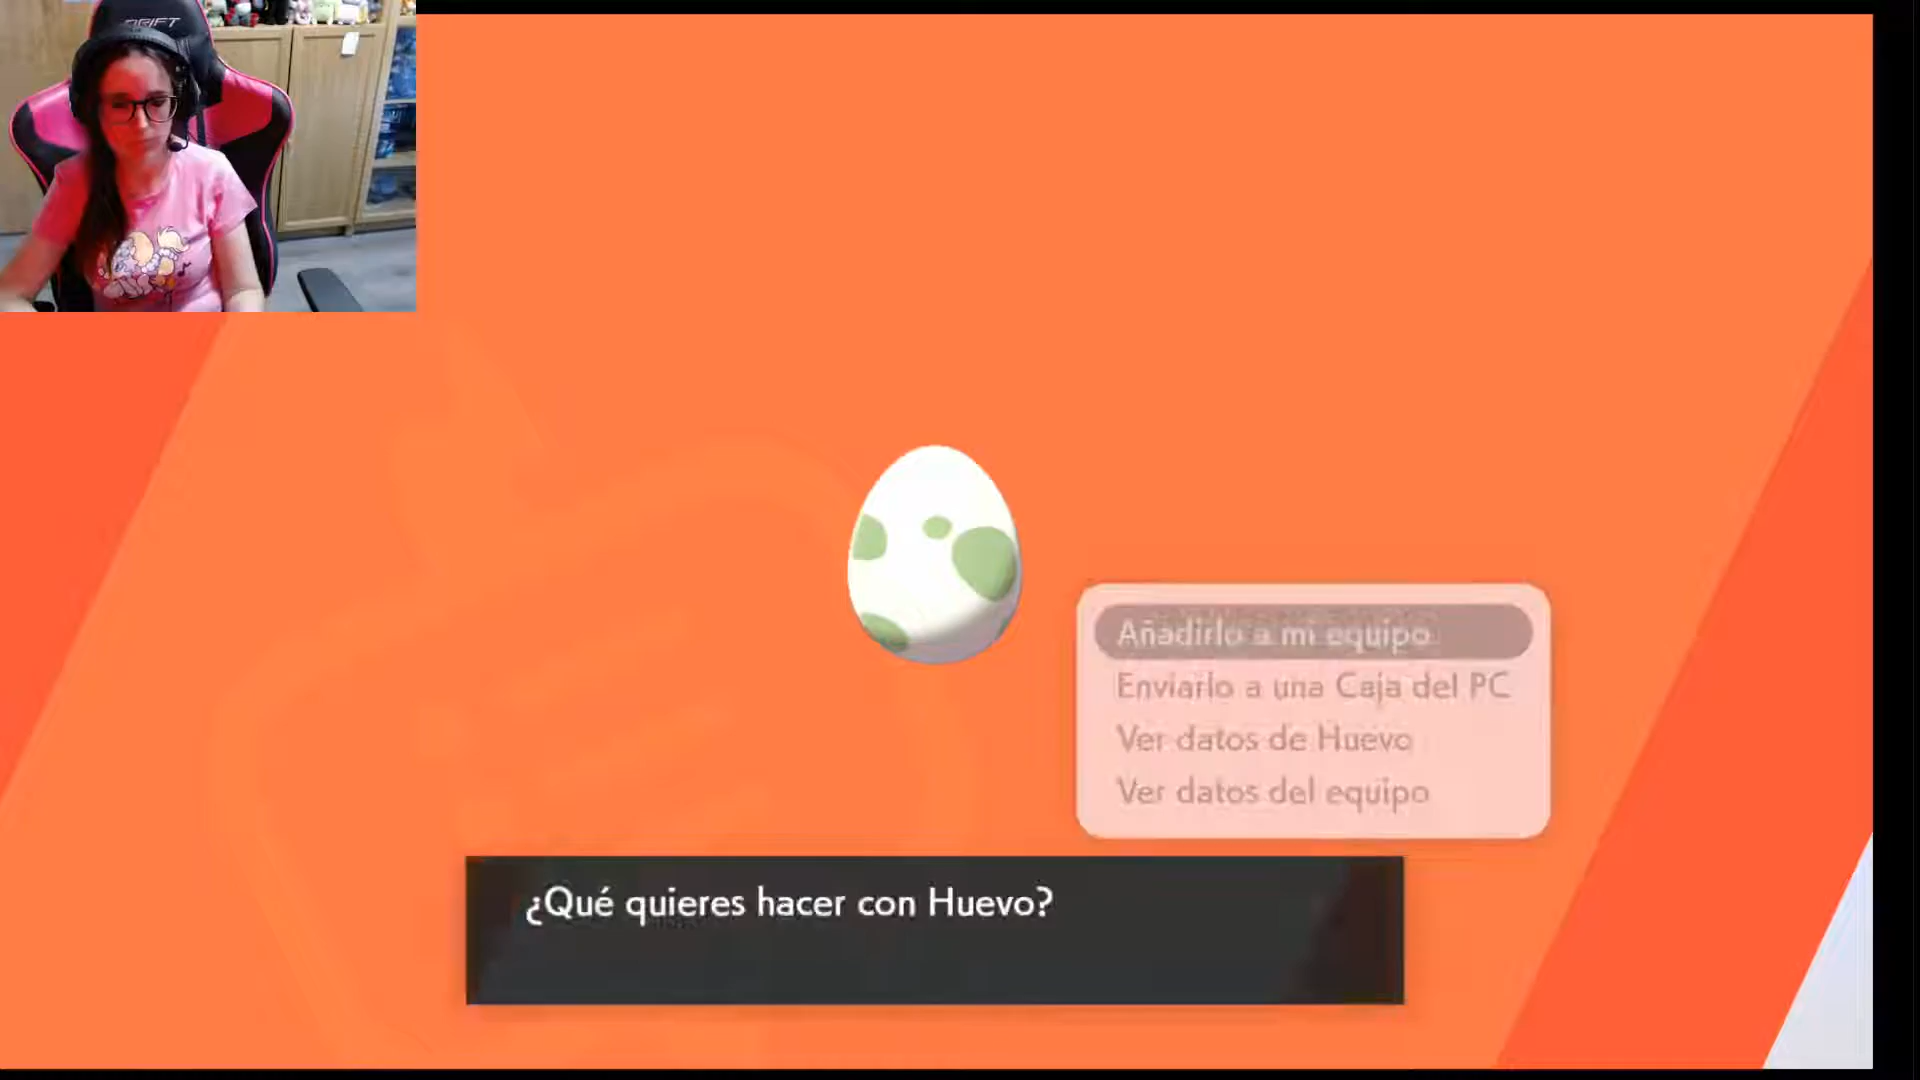 DRIFT
Añadirlo a mi equipo
Enviarlo a una Caja del PC
Ver datos de Huevo
Ver datos del equipo
¿Qué quieres hacer con Huevo?